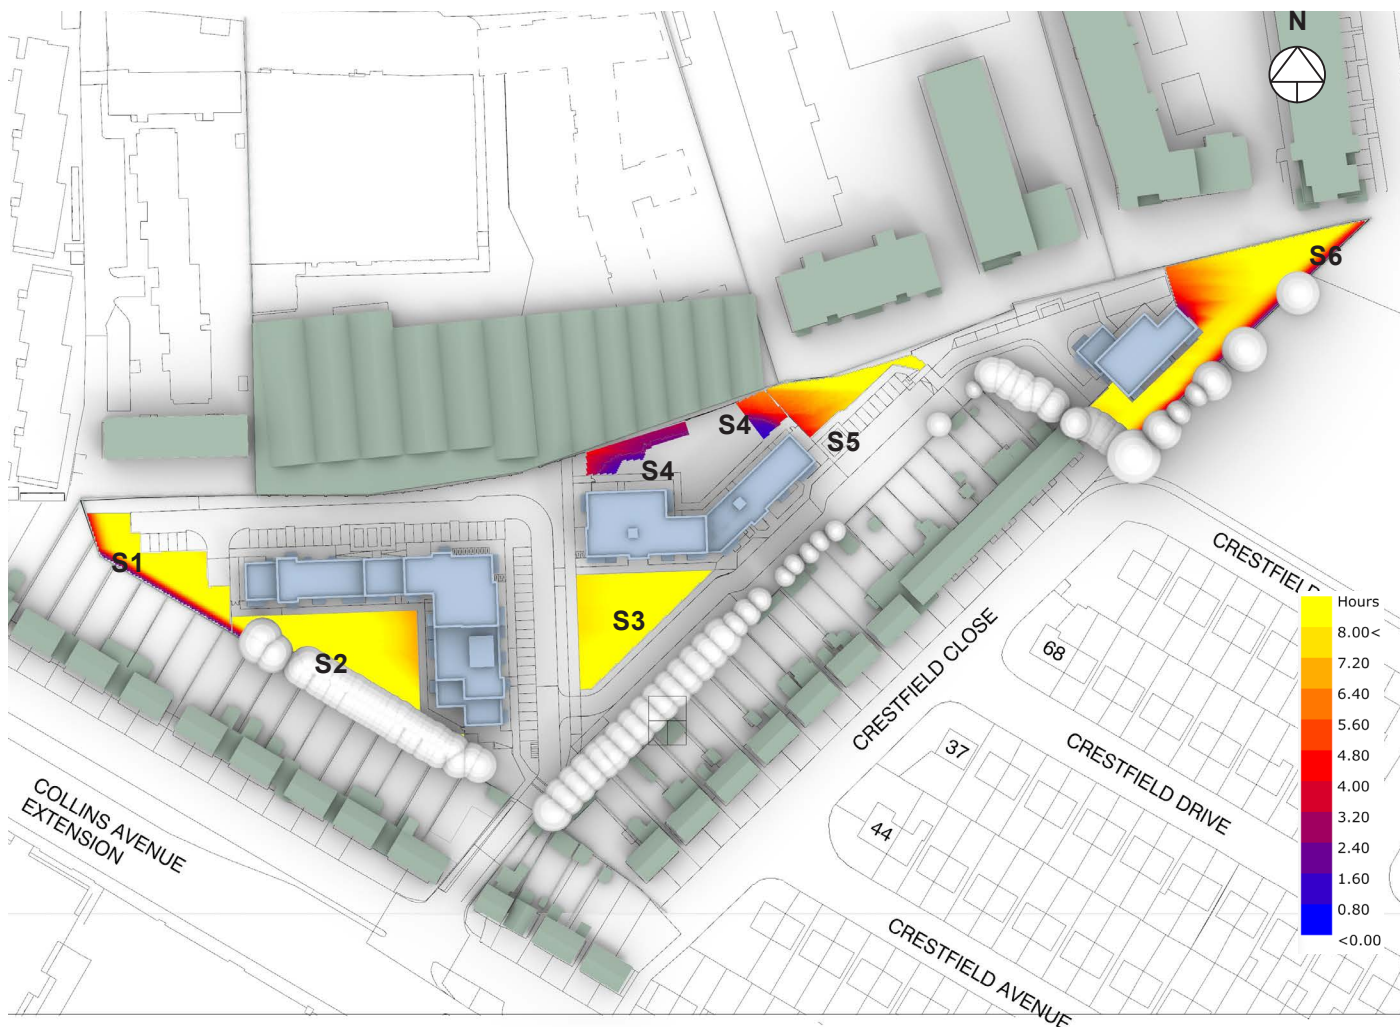 N
S6
S4
S5
S4
S1
S3
S2
CRESTFIELD
Hours
8.00<
7.20
6.40
5.60
4.80
4.00
3.20
2.40
1.60
0.80
<0.00
68
CRESTFIELD CLOSE
37
CRESTFIELD DRIVE
44
COLLINS AVENUE
EXTENSION
CRESTFIELD AVENUE